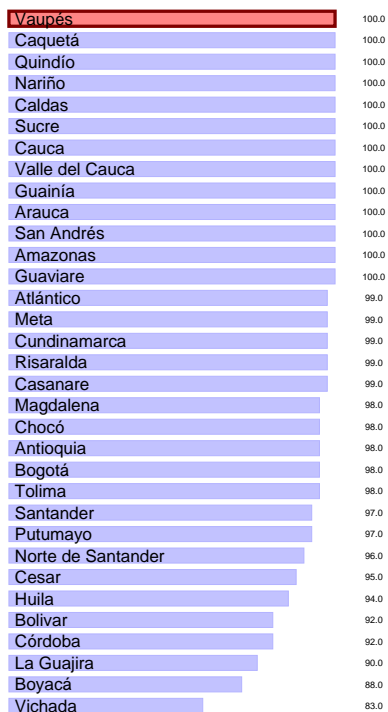 Vaupés 100.0
Caquetá 100.0
Quindío 100.0
Nariño 100.0
Caldas 100.0
Sucre 100.0
Cauca 100.0
Valle del Cauca 100.0
Guainía 100.0
Arauca 100.0
San Andrés 100.0
Amazonas 100.0
Guaviare 100.0
Atlántico 99.0
Meta 99.0
Cundinamarca 99.0
Risaralda 99.0
Casanare 99.0
Magdalena 98.0
Chocó 98.0
Antioquia 98.0
Bogotá 98.0
Tolima 98.0
Santander 97.0
Putumayo 97.0
Norte de Santander 96.0
Cesar 95.0
Huila 94.0
Bolivar 92.0
Córdoba 92.0
La Guajira 90.0
Boyacá 88.0
Vichada 83.0